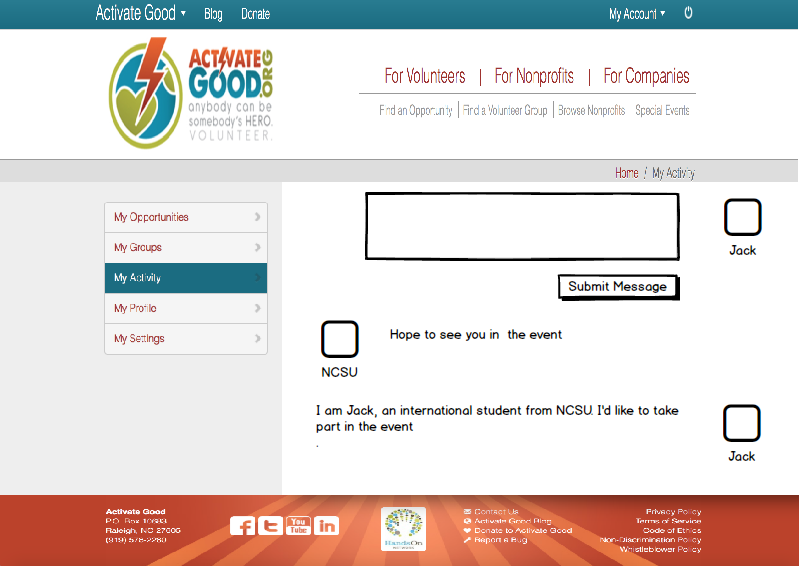 Activate Good
Blog
Donate
My Account
ACTIVATE
GOOD.ORG
anybody can be
somebody's HERO.
VOLUNTEER.
For Volunteers | For Nonprofits | For Companies
Find an Opportunity | Find a Volunteer Group | Browse Nonprofits Special Events
Home / My Activity
My Opportunities
My Groups
My Activity
My Profile
My Settings
Jack
Submit Message
Hope to see you in the event
NCSU
I am Jack, an international student from NCSU. I'd like to take
part in the event
.
Jack
Activate Good
P.O. Box
Raleigh, NC
You
Tube
HandsOn
Contact Us
Activate Good Blog
Donate to Activate Good
Report a Bug
Privacy Policy
Terms of Service
Code of Ethics
Non-Discrimination Policy
Whistleblower Policy